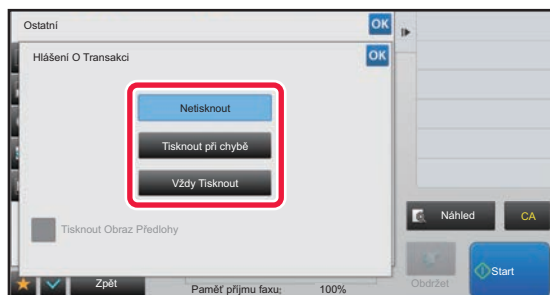 Ostatní
OK
Hlášení O Transakci
OK
Netisknout
Tisknout při chybě
Vždy Tisknout
Tisknout Obraz Předlohy
Náhled
CA
Zpět
Paměť příjmu faxu:
100%
Obdržet
Start